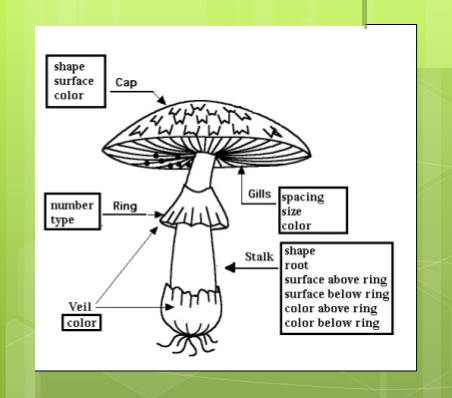 shape
surface
color
Cap
number
type
Ring
Gills
spacing
size
color
Stalk
shape
root
surface above ring
surface below ring
color above ring
color below ring
Veil
color